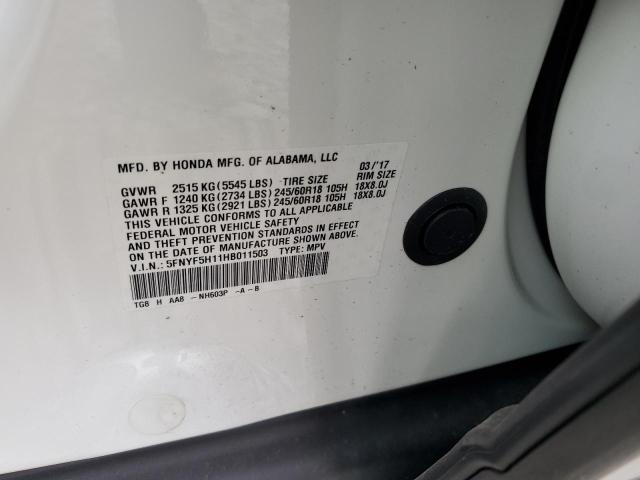 MFD. BY HONDA MFG. OF ALABAMA, LLC 03/'17
GVWR 2515 KG (5545 LBS) TIRE SIZE RIM SIZE
GAWR F 1240 KG (2734 LBS) 245/60R18 105H 18X8.0J
GAWR R 1325 KG (2921 LBS) 245/60R18 105H 18X8.0J
THIS VEHICLE CONFORMS TO ALL APPLICABLE
FEDERAL MOTOR VEHICLE SAFETY
AND THEFT PREVENTION STANDARDS IN EFFECT
ON THE DATE OF MANUFACTURE SHOWN ABOVE.
V.I.N.: 5FNYF5H11HB011503 TYPE: MPV
TG8 H AA8 -NH603P -A-B